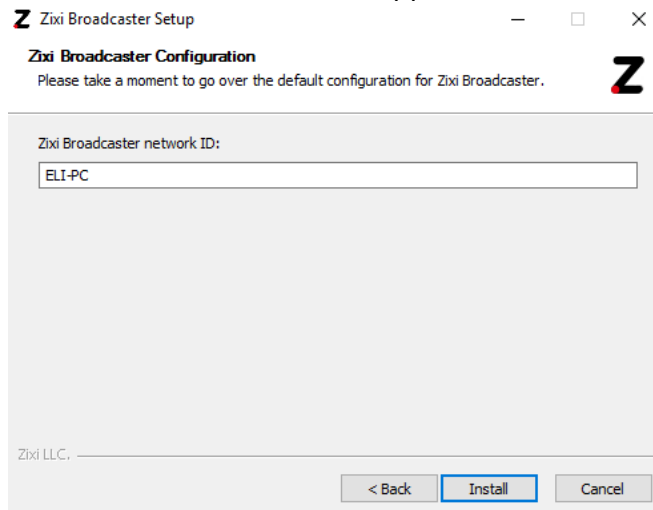 Z Zixi Broadcaster Setup
Zixi Broadcaster Configuration
Please take a moment to go over the default configuration for Zixi Broadcaster.
Z
Zixi Broadcaster network ID:
ELI-PC
Zixi LLC.
< Back Install Cancel